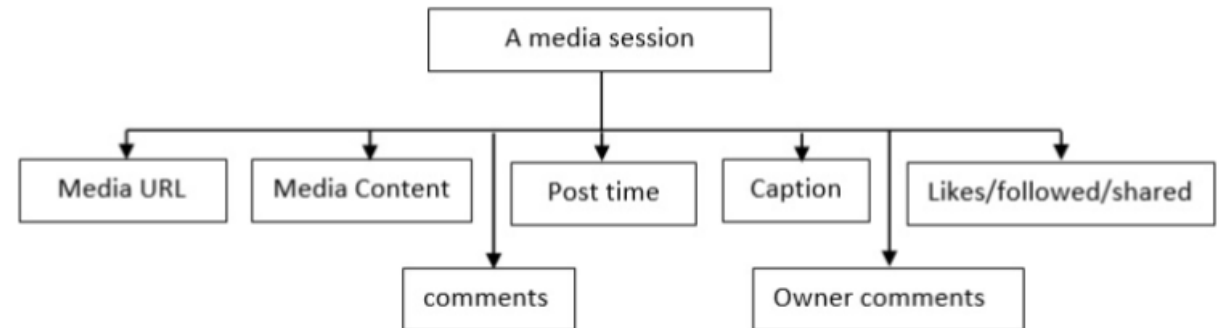 A media session
Media URL
Media Content
Post time
Caption
Likes/followed/shared
comments
Owner comments